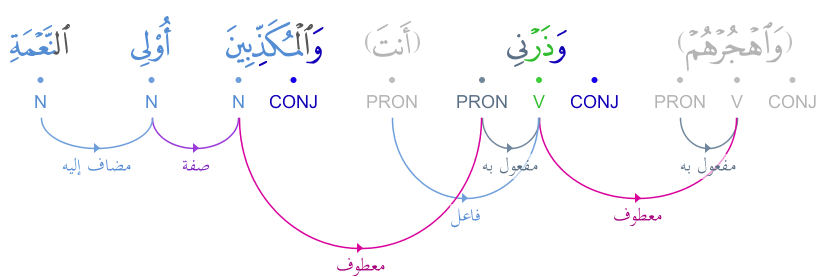 (وَٱهْجُرْهُمْ) وَذَرْنِي (أَنتَ) وَٱلْمُكَذِّبِينَ أُو۟لِي ٱلنَّعْمَةِ
CONJ V PRON CONJ V PRON PRON CONJ N N N
مفعول به مفعول به صفة مضاف إليه
معطوف فاعل
معطوف